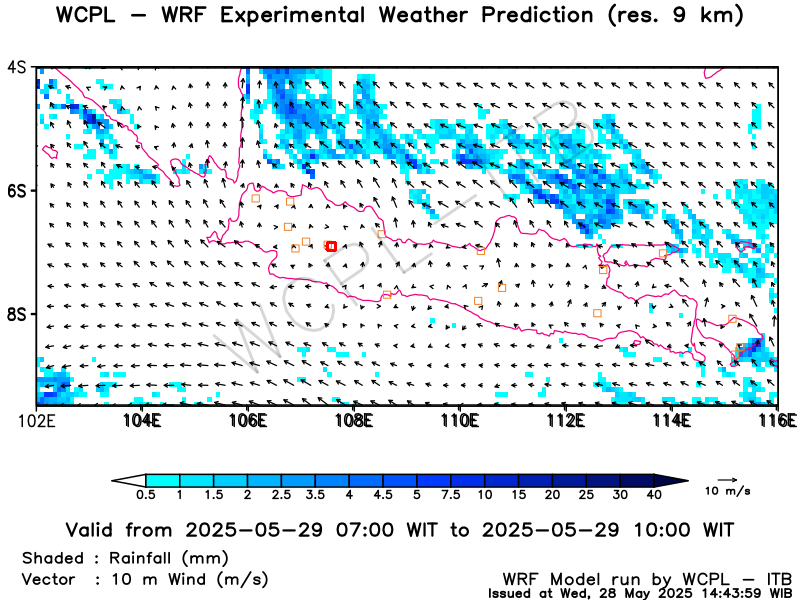 WCPL – WRF Experimental Weather Prediction (res. 9 km)
4S
6S
8S
WCPL-ITB
102E 104E 106E 108E 110E 112E 114E 116E
0.5 1 1.5 2 2.5 3.5 4 4.5 5 7.5 10 15 20 25 30 40
10 m/s
Valid from 2025-05-29 07:00 WIT to 2025-05-29 10:00 WIT
Shaded : Rainfall (mm)
Vector : 10 m Wind (m/s)
WRF Model run by WCPL – ITB
Issued at Wed, 28 May 2025 14:43:59 WIB